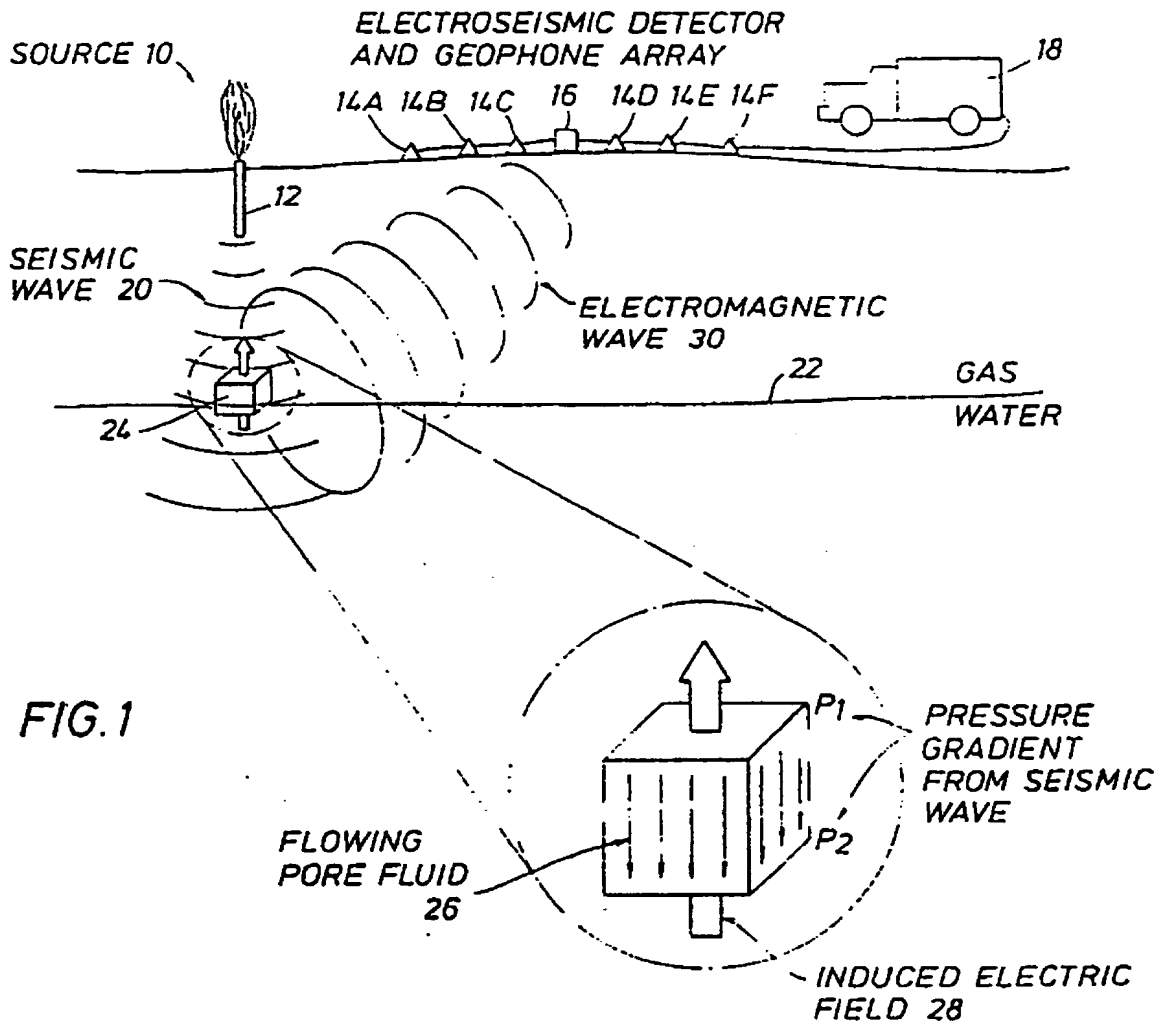 ELECTROSEISMIC DETECTOR
AND GEOPHONE ARRAY
SOURCE 10
14A 14B 14C 16 14D 14E 14F
18
12
SEISMIC
WAVE 20
ELECTROMAGNETIC
WAVE 30
22
GAS
WATER
24
FIG.1
P1
P2
PRESSURE
GRADIENT
FROM SEISMIC
WAVE
FLOWING
PORE FLUID
26
INDUCED ELECTRIC
FIELD 28